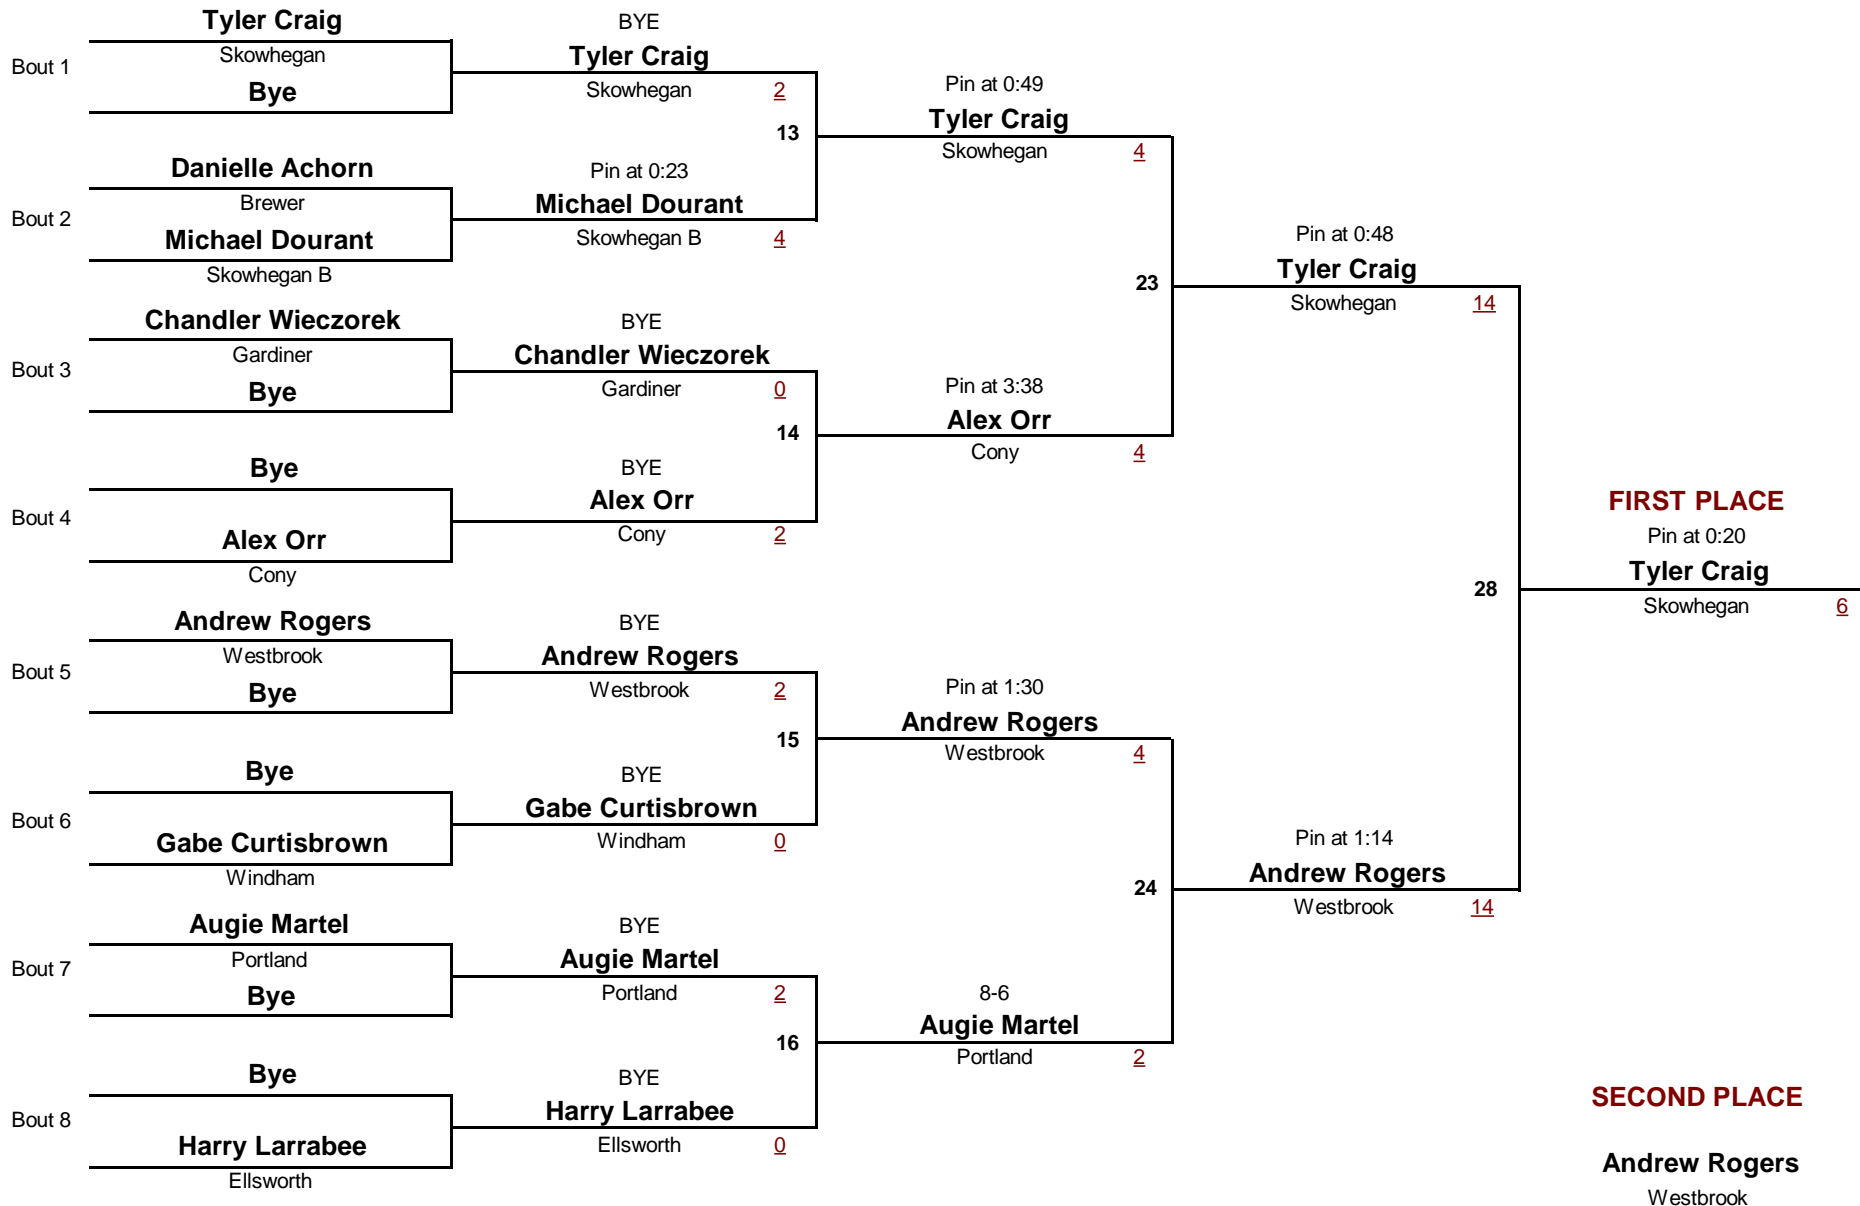 Tyler Craig
Bout 1
Skowhegan
Bye
Danielle Achorn
Bout 2
Brewer
Michael Dourant
Skowhegan B
Chandler Wieczorek
Bout 3
Gardiner
Bye
Bye
Bout 4
Alex Orr
Cony
Andrew Rogers
Bout 5
Westbrook
Bye
Bye
Bout 6
Gabe Curtisbrown
Windham
Augie Martel
Bout 7
Portland
Bye
Bye
Bout 8
Harry Larrabee
Ellsworth
BYE
Tyler Craig
Skowhegan 2
13
Pin at 0:23
Michael Dourant
Skowhegan B 4
BYE
Chandler Wieczorek
Gardiner 0
14
BYE
Alex Orr
Cony 2
BYE
Andrew Rogers
Westbrook 2
15
BYE
Gabe Curtisbrown
Windham 0
BYE
Augie Martel
Portland 2
16
BYE
Harry Larrabee
Ellsworth 0
Pin at 0:49
Tyler Craig
Skowhegan 4
23
Pin at 3:38
Alex Orr
Cony 4
Pin at 1:30
Andrew Rogers
Westbrook 4
24
8-6
Augie Martel
Portland 2
Pin at 0:48
Tyler Craig
Skowhegan 14
28
Pin at 1:14
Andrew Rogers
Westbrook 14
FIRST PLACE
Pin at 0:20
Tyler Craig
Skowhegan 6
SECOND PLACE
Andrew Rogers
Westbrook